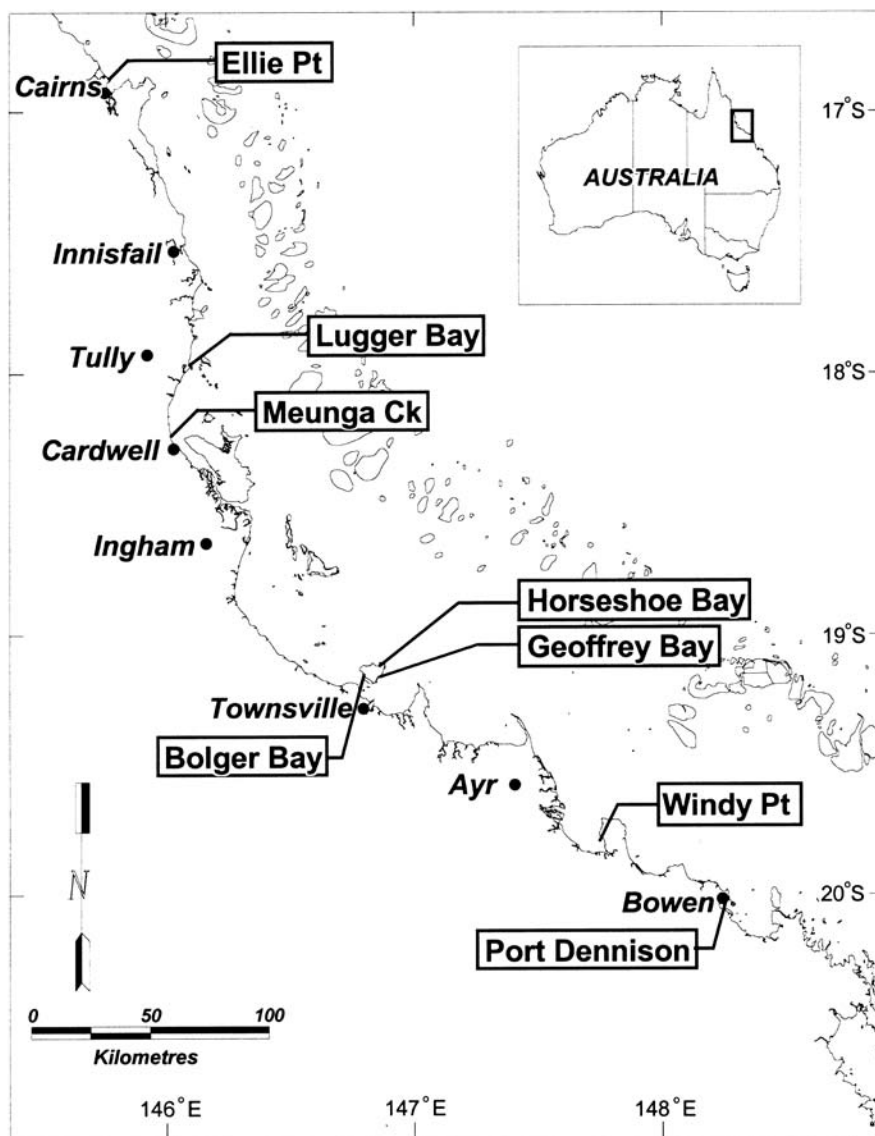 Ellie Pt
Cairns
17°S
AUSTRALIA
Innisfail
Lugger Bay
Tully
18°S
Meunga Ck
Cardwell
Ingham
Horseshoe Bay
19°S
Geoffrey Bay
Townsville
Bolger Bay
Ayr
Windy Pt
N
20°S
Bowen
Port Dennison
0 50 100
Kilometres
146°E 147°E 148°E